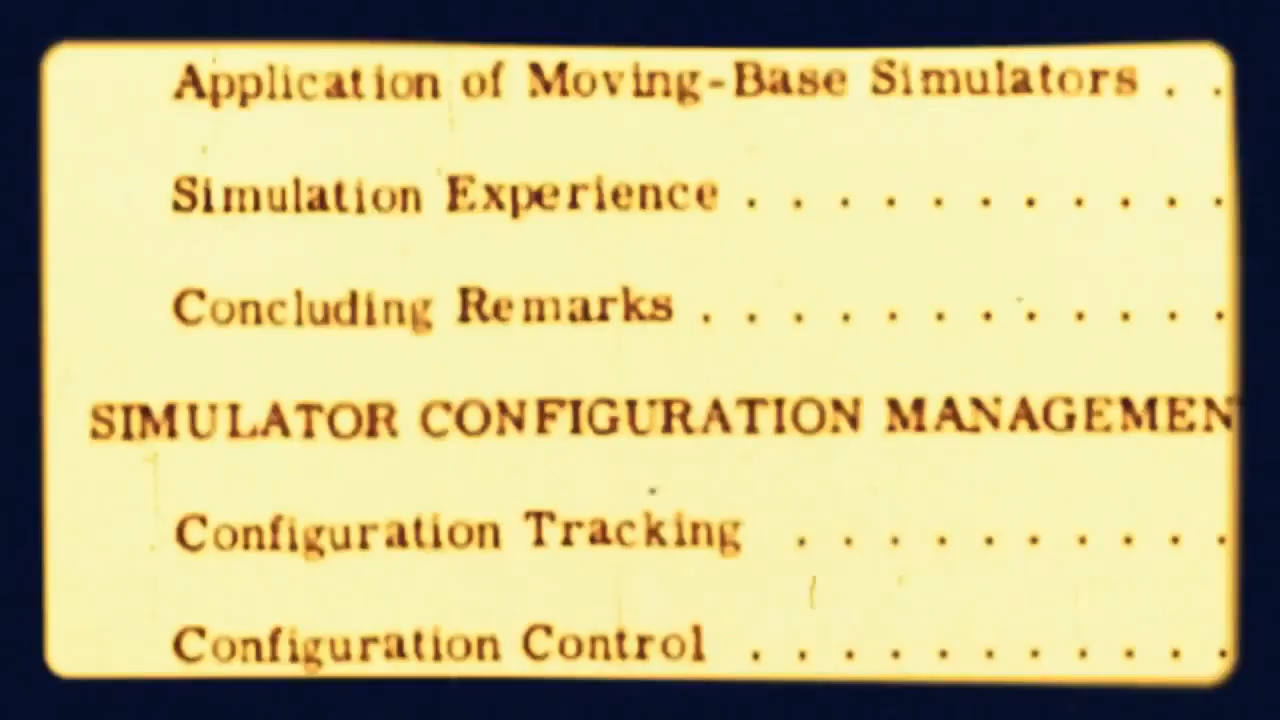 Application of Moving-Base Simulators . .
Simulation Experience . . . . . . . . . . .
Concluding Remarks . . . . . . . . . . . .
SIMULATOR CONFIGURATION MANAGEMEN
Configuration Tracking . . . . . . . . . .
Configuration Control . . . . . . . . . . .